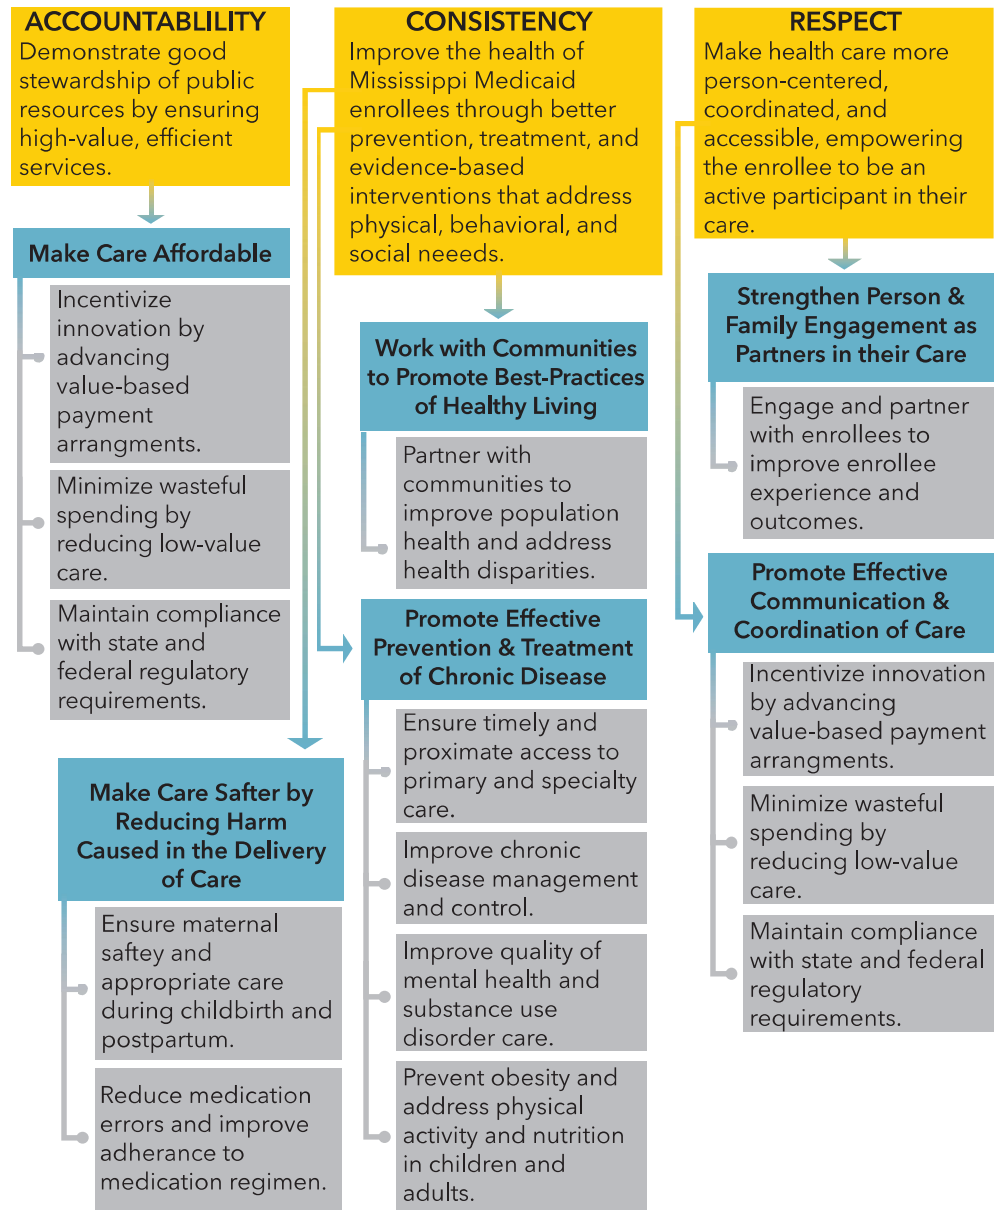 ACCOUNTABLILITY
Demonstrate good
stewardship of public
resources by ensuring
high-value, efficient
services.
Make Care Affordable
Incentivize
innovation by
advancing
value-based
payment
arrangments.
Minimize wasteful
spending by
reducing low-value
care.
Maintain compliance
with state and
federal regulatory
requirements.
CONSISTENCY
Improve the health of
Mississippi Medicaid
enrollees through better
prevention, treatment, and
evidence-based
interventions that address
physical, behavioral, and
social neeeds.
Make Care Safter by
Reducing Harm
Caused in the Delivery
of Care
Ensure maternal
saftey and
appropriate care
during childbirth and
postpartum.
Reduce medication
errors and improve
adherance to
medication regimen.
Work with Communities
to Promote Best-Practices
of Healthy Living
Partner with
communities to
improve population
health and address
health disparities.
Promote Effective
Prevention & Treatment
of Chronic Disease
Ensure timely and
proximate access to
primary and specialty
care.
Improve chronic
disease management
and control.
Improve quality of
mental health and
substance use
disorder care.
Prevent obesity and
address physical
activity and nutrition
in children and
adults.
RESPECT
Make health care more
person-centered,
coordinated, and
accessible, empowering
the enrollee to be an
active participant in their
care.
Strengthen Person &
Family Engagement as
Partners in their Care
Engage and partner
with enrollees to
improve enrollee
experience and
outcomes.
Promote Effective
Communication &
Coordination of Care
Incentivize innovation
by advancing
value-based payment
arrangments.
Minimize wasteful
spending by
reducing low-value
care.
Maintain compliance
with state and federal
regulatory
requirements.